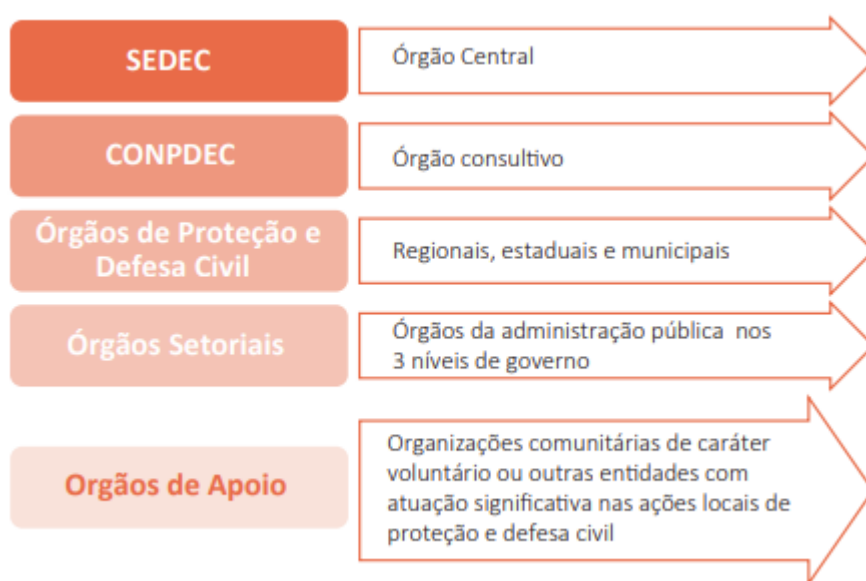 SEDEC
Órgão Central
CONPDEC
Órgão consultivo
Órgãos de Proteção e
Defesa Civil
Regionais, estaduais e municipais
Órgãos Setoriais
Órgãos da administração pública nos
3 níveis de governo
Orgãos de Apoio
Organizações comunitárias de caráter
voluntário ou outras entidades com
atuação significativa nas ações locais de
proteção e defesa civil